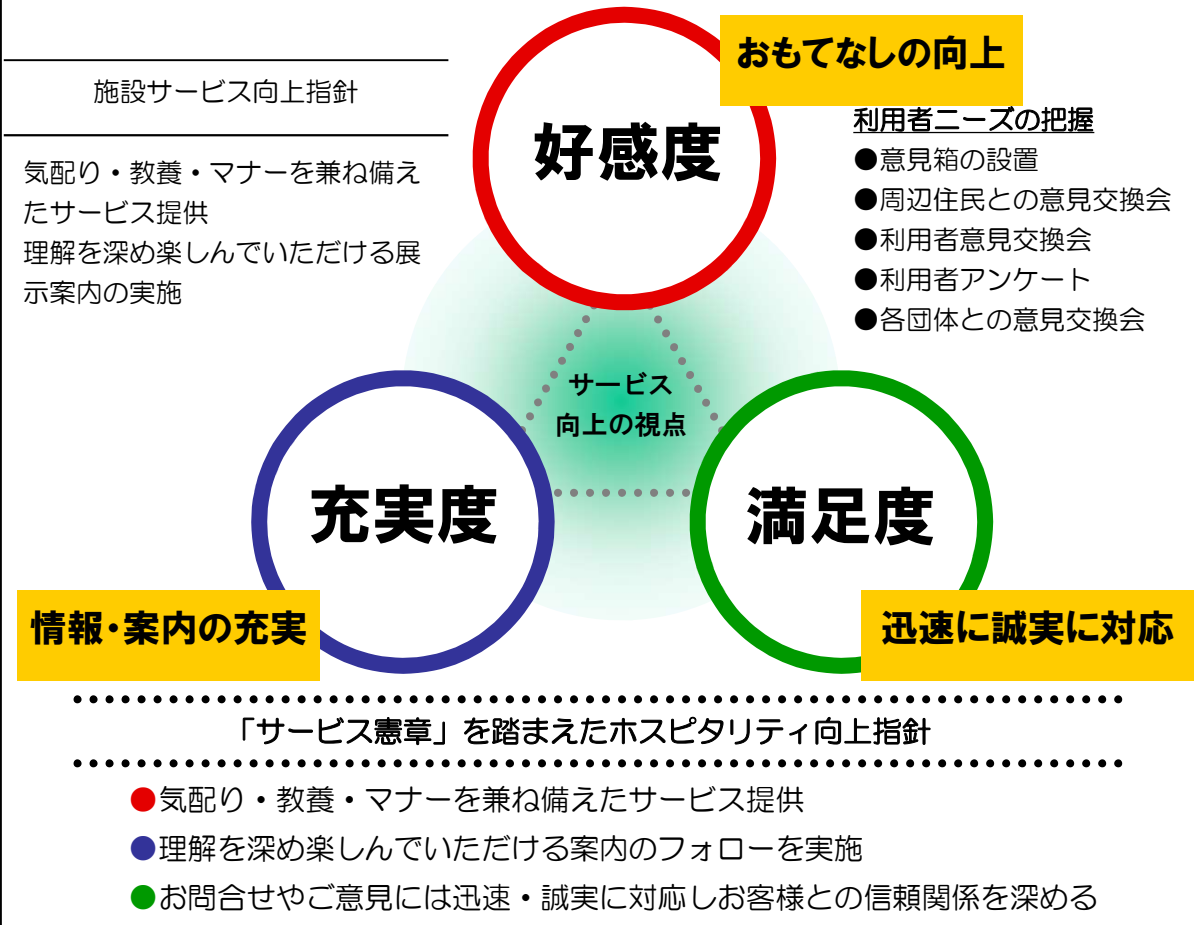 おもてなしの向上
施設サービス向上指針
好感度
利用者ニーズの把握
●意見箱の設置
●周辺住民との意見交換会
●利用者意見交換会
●利用者アンケート
●各団体との意見交換会
気配り・教養・マナーを兼ね備え
たサービス提供
理解を深め楽しんでいただける展
示案内の実施
サービス
向上の視点
充実度
満足度
情報・案内の充実
迅速に誠実に対応
「サービス憲章」を踏まえたホスピタリティ向上指針
●気配り・教養・マナーを兼ね備えたサービス提供
●理解を深め楽しんでいただける案内のフォローを実施
●お問合せやご意見には迅速・誠実に対応しお客様との信頼関係を深める